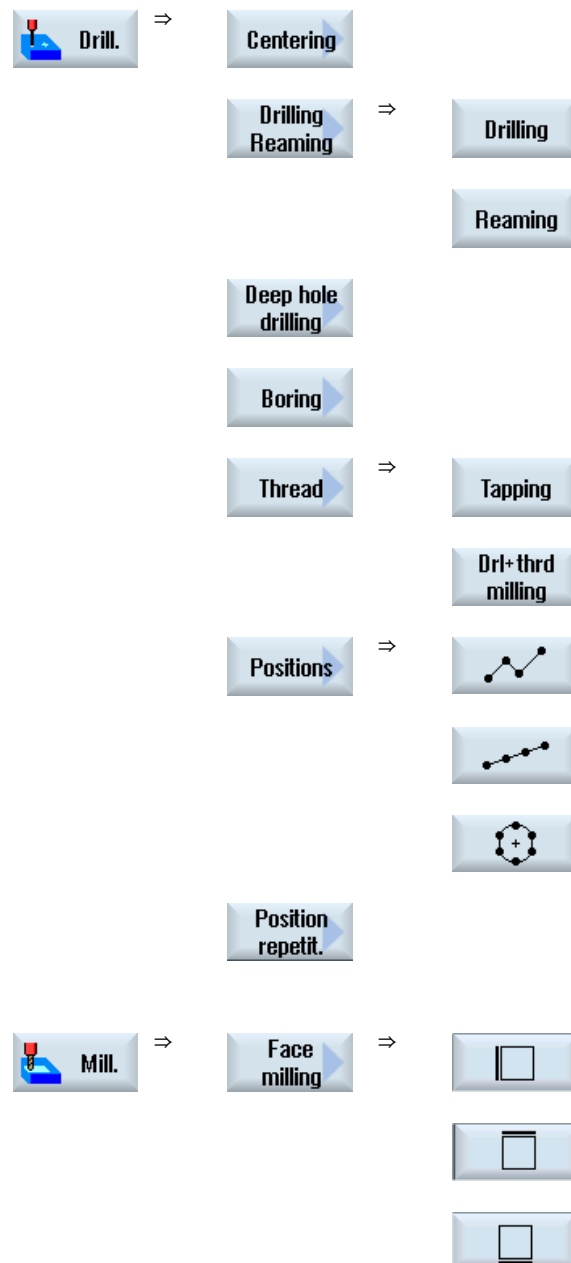 Drill.
⇒
Centering
Drilling
Reaming
⇒
Drilling
Reaming
Deep hole
drilling
Boring
Thread
⇒
Tapping
Drl+thrd
milling
Positions
⇒
Position
repetit.
Mill.
⇒
Face
milling
⇒